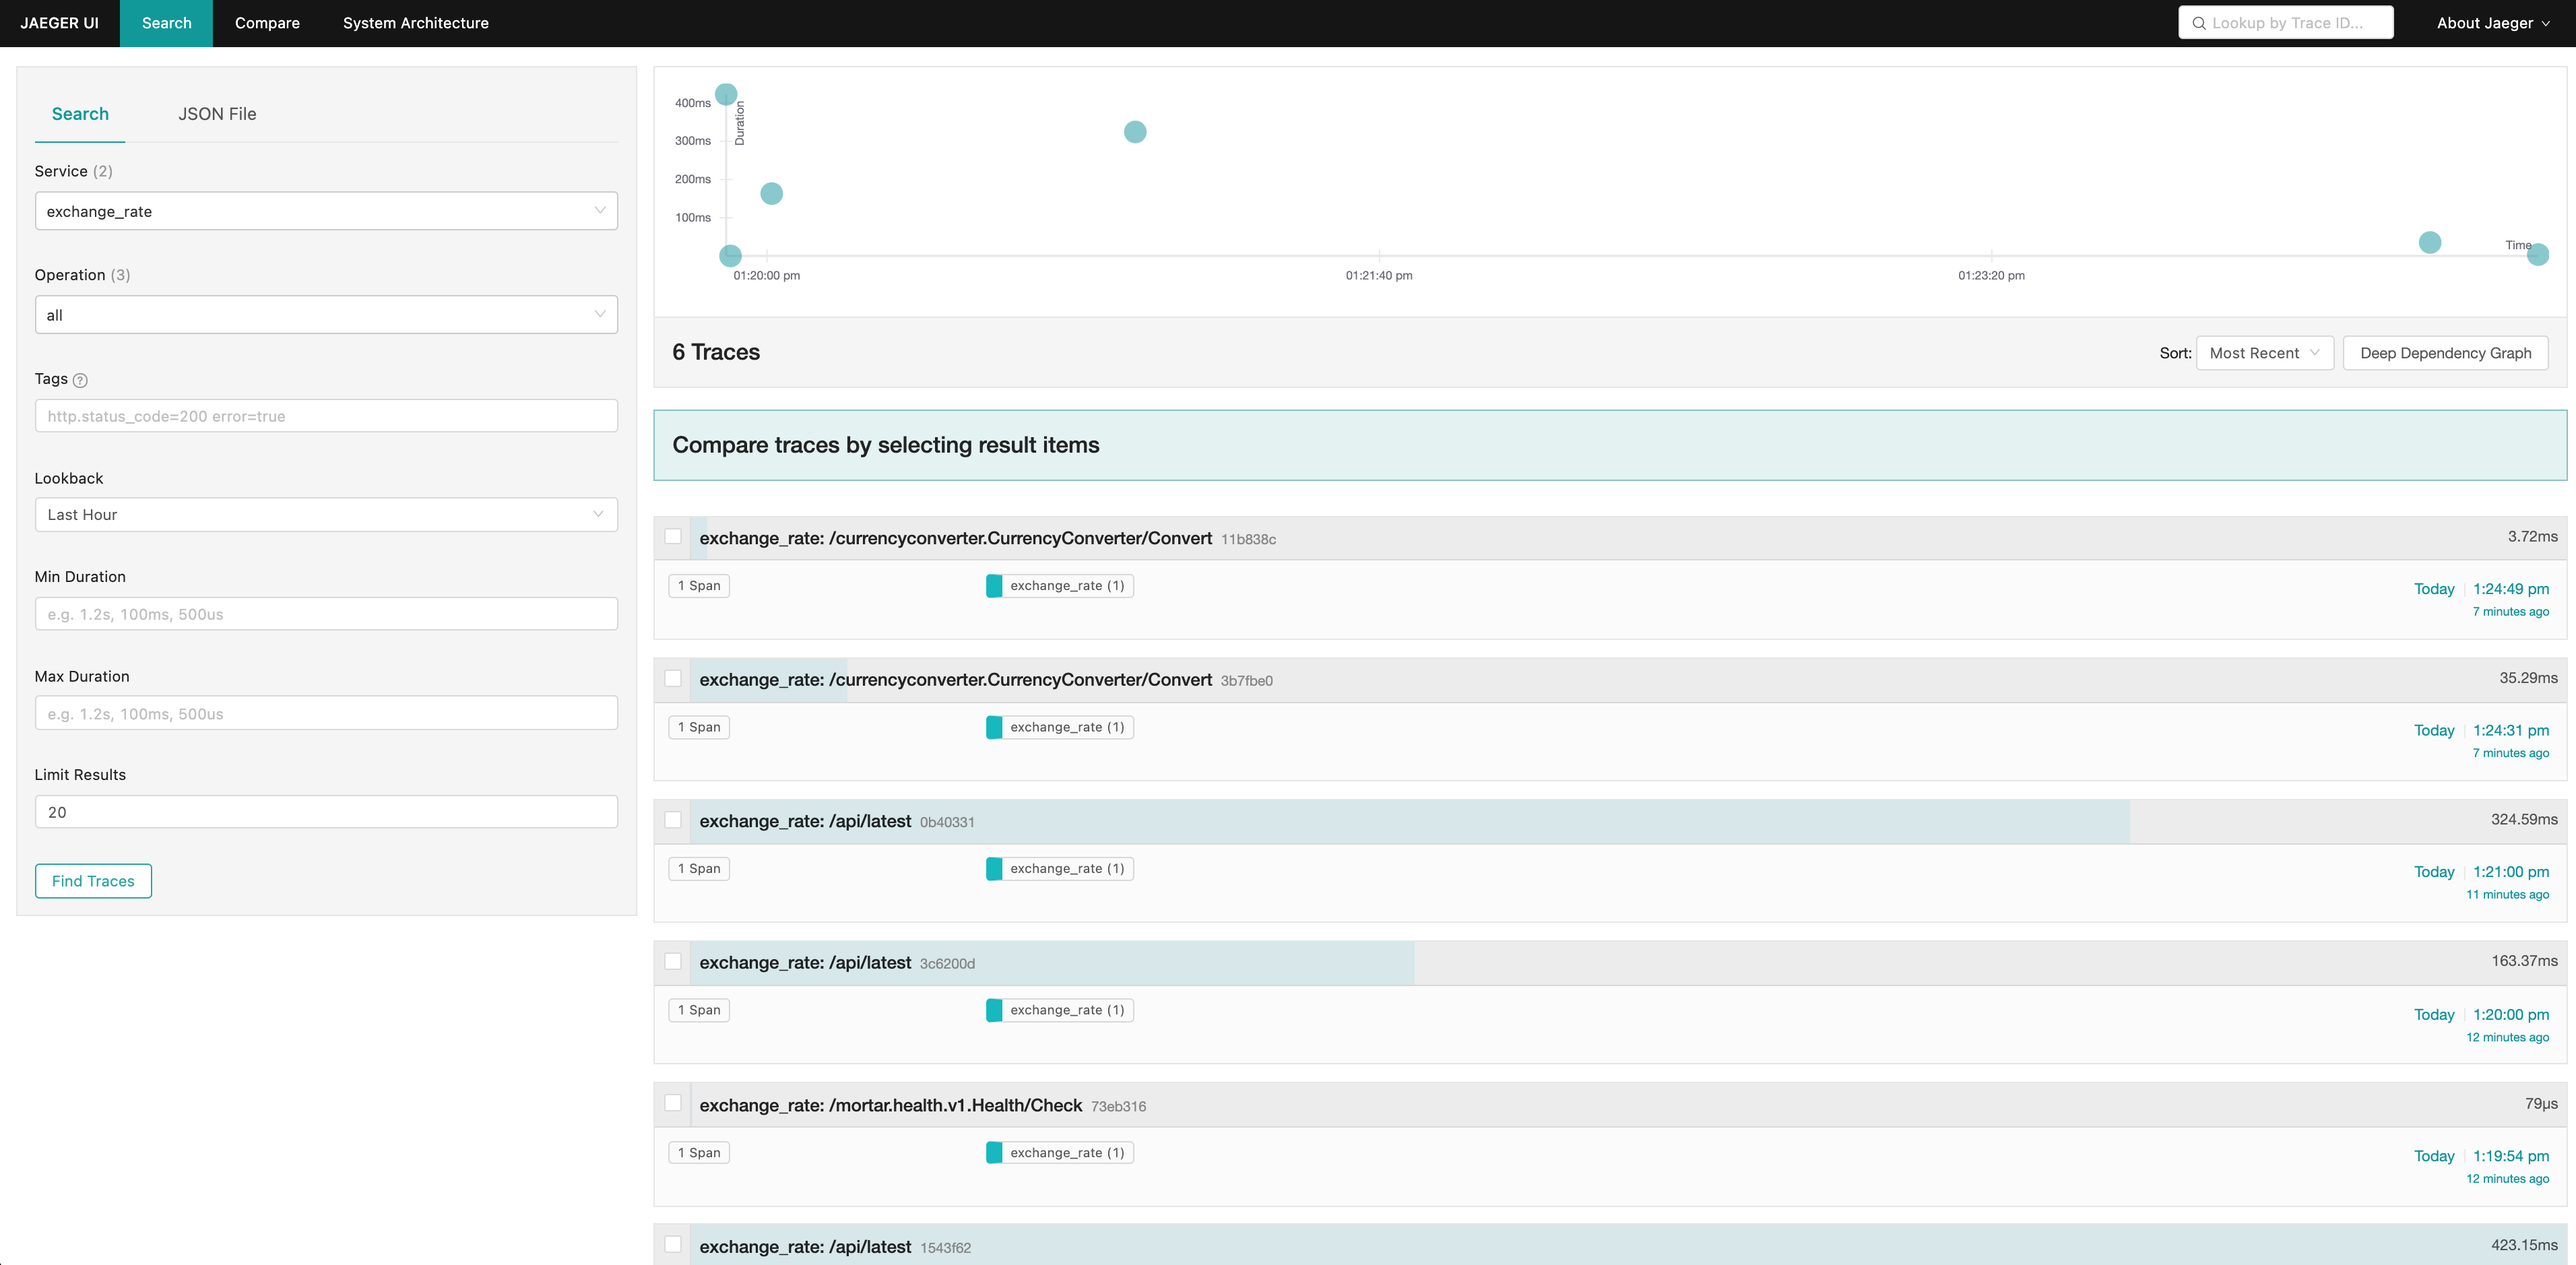 JAEGER UI Search Compare System Architecture Lookup by Trace ID... About Jaeger
Search JSON File
Service (2)
exchange_rate
Operation (3)
all
Tags ?
http.status_code=200 error=true
Lookback
Last Hour
Min Duration
e.g. 1.2s, 100ms, 500us
Max Duration
e.g. 1.2s, 100ms, 500us
Limit Results
20
Find Traces
Duration
400ms
300ms
200ms
100ms
Time
01:20:00 pm 01:21:40 pm 01:23:20 pm
6 Traces Sort: Most Recent Deep Dependency Graph
Compare traces by selecting result items
exchange_rate: /currencyconverter.CurrencyConverter/Convert 11b838c 3.72ms
1 Span exchange_rate (1) Today 1:24:49 pm
7 minutes ago
exchange_rate: /currencyconverter.CurrencyConverter/Convert 3b7fbe0 35.29ms
1 Span exchange_rate (1) Today 1:24:31 pm
7 minutes ago
exchange_rate: /api/latest 0b40331 324.59ms
1 Span exchange_rate (1) Today 1:21:00 pm
11 minutes ago
exchange_rate: /api/latest 3c6200d 163.37ms
1 Span exchange_rate (1) Today 1:20:00 pm
12 minutes ago
exchange_rate: /mortar.health.v1.Health/Check 73eb316 79μs
1 Span exchange_rate (1) Today 1:19:54 pm
12 minutes ago
exchange_rate: /api/latest 1543f62 423.15ms